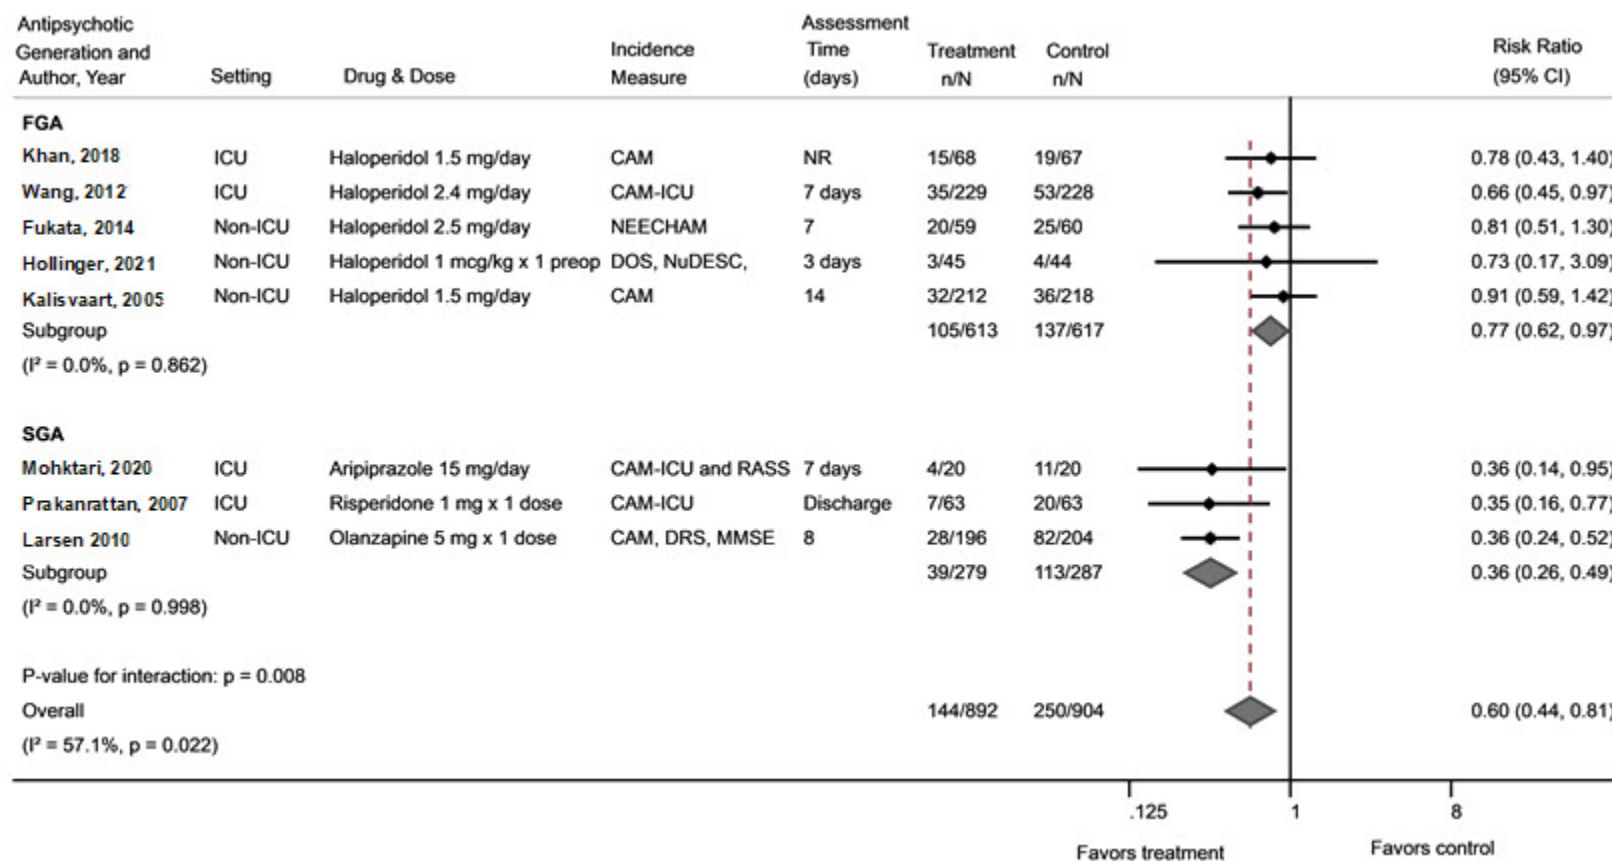 Antipsychotic Generation and Author, Year Setting Drug & Dose Incidence Measure Assessment Time (days) Treatment n/N Control n/N Risk Ratio (95% CI)
FGA
Khan, 2018 ICU Haloperidol 1.5 mg/day CAM NR 15/68 19/67 0.78 (0.43, 1.40)
Wang, 2012 ICU Haloperidol 2.4 mg/day CAM-ICU 7 days 35/229 53/228 0.66 (0.45, 0.97)
Fukata, 2014 Non-ICU Haloperidol 2.5 mg/day NEECHAM 7 20/59 25/60 0.81 (0.51, 1.30)
Hollinger, 2021 Non-ICU Haloperidol 1 mcg/kg x 1 preop DOS, NuDESC, 3 days 3/45 4/44 0.73 (0.17, 3.09)
Kalisvaart, 2005 Non-ICU Haloperidol 1.5 mg/day CAM 14 32/212 36/218 0.91 (0.59, 1.42)
Subgroup 105/613 137/617 0.77 (0.62, 0.97)
(I² = 0.0%, p = 0.862)
SGA
Mohktari, 2020 ICU Aripiprazole 15 mg/day CAM-ICU and RASS 7 days 4/20 11/20 0.36 (0.14, 0.95)
Prakanrattan, 2007 ICU Risperidone 1 mg x 1 dose CAM-ICU Discharge 7/63 20/63 0.35 (0.16, 0.77)
Larsen 2010 Non-ICU Olanzapine 5 mg x 1 dose CAM, DRS, MMSE 8 28/196 82/204 0.36 (0.24, 0.52)
Subgroup 39/279 113/287 0.36 (0.26, 0.49)
(I² = 0.0%, p = 0.998)
P-value for interaction: p = 0.008
Overall 144/892 250/904 0.60 (0.44, 0.81)
(I² = 57.1%, p = 0.022)
.125 1 8
Favors treatment Favors control